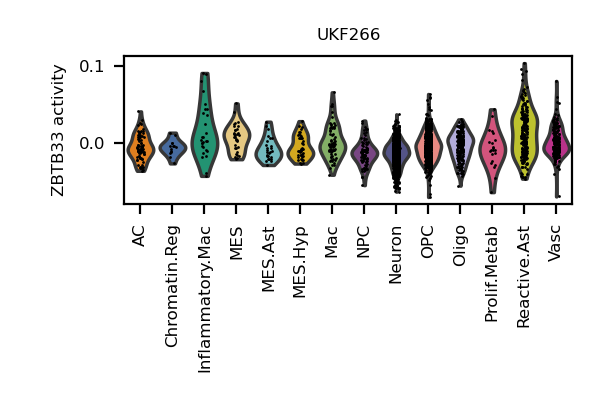 UKF266
ZBTB33 activity
0.1
0.0
AC
Chromatin.Reg
Inflammatory.Mac
MES
MES.Ast
MES.Hyp
Mac
NPC
Neuron
OPC
Oligo
Prolif.Metab
Reactive.Ast
Vasc